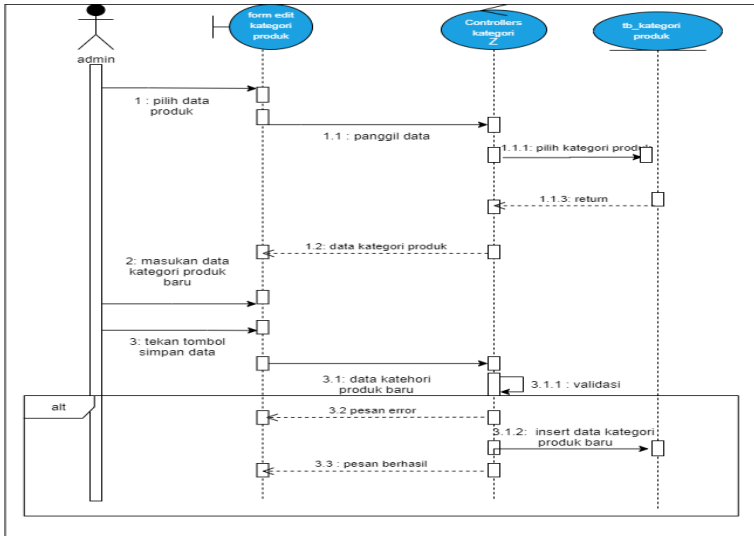 form edit
kategori
produk
Controllers
kategori
Z
tb_kategori
produk
admin
1 : pilih data
produk
1.1 : panggil data
1.1.1: pilih kategori produk
1.1.3: return
1.2: data kategori produk
2: masukan data
kategori produk
baru
3: tekan tombol
simpan data
3.1: data katehori
produk baru
3.1.1 : validasi
alt
3.2 pesan error
3.1.2: insert data kategori
produk baru
3.3 : pesan berhasil